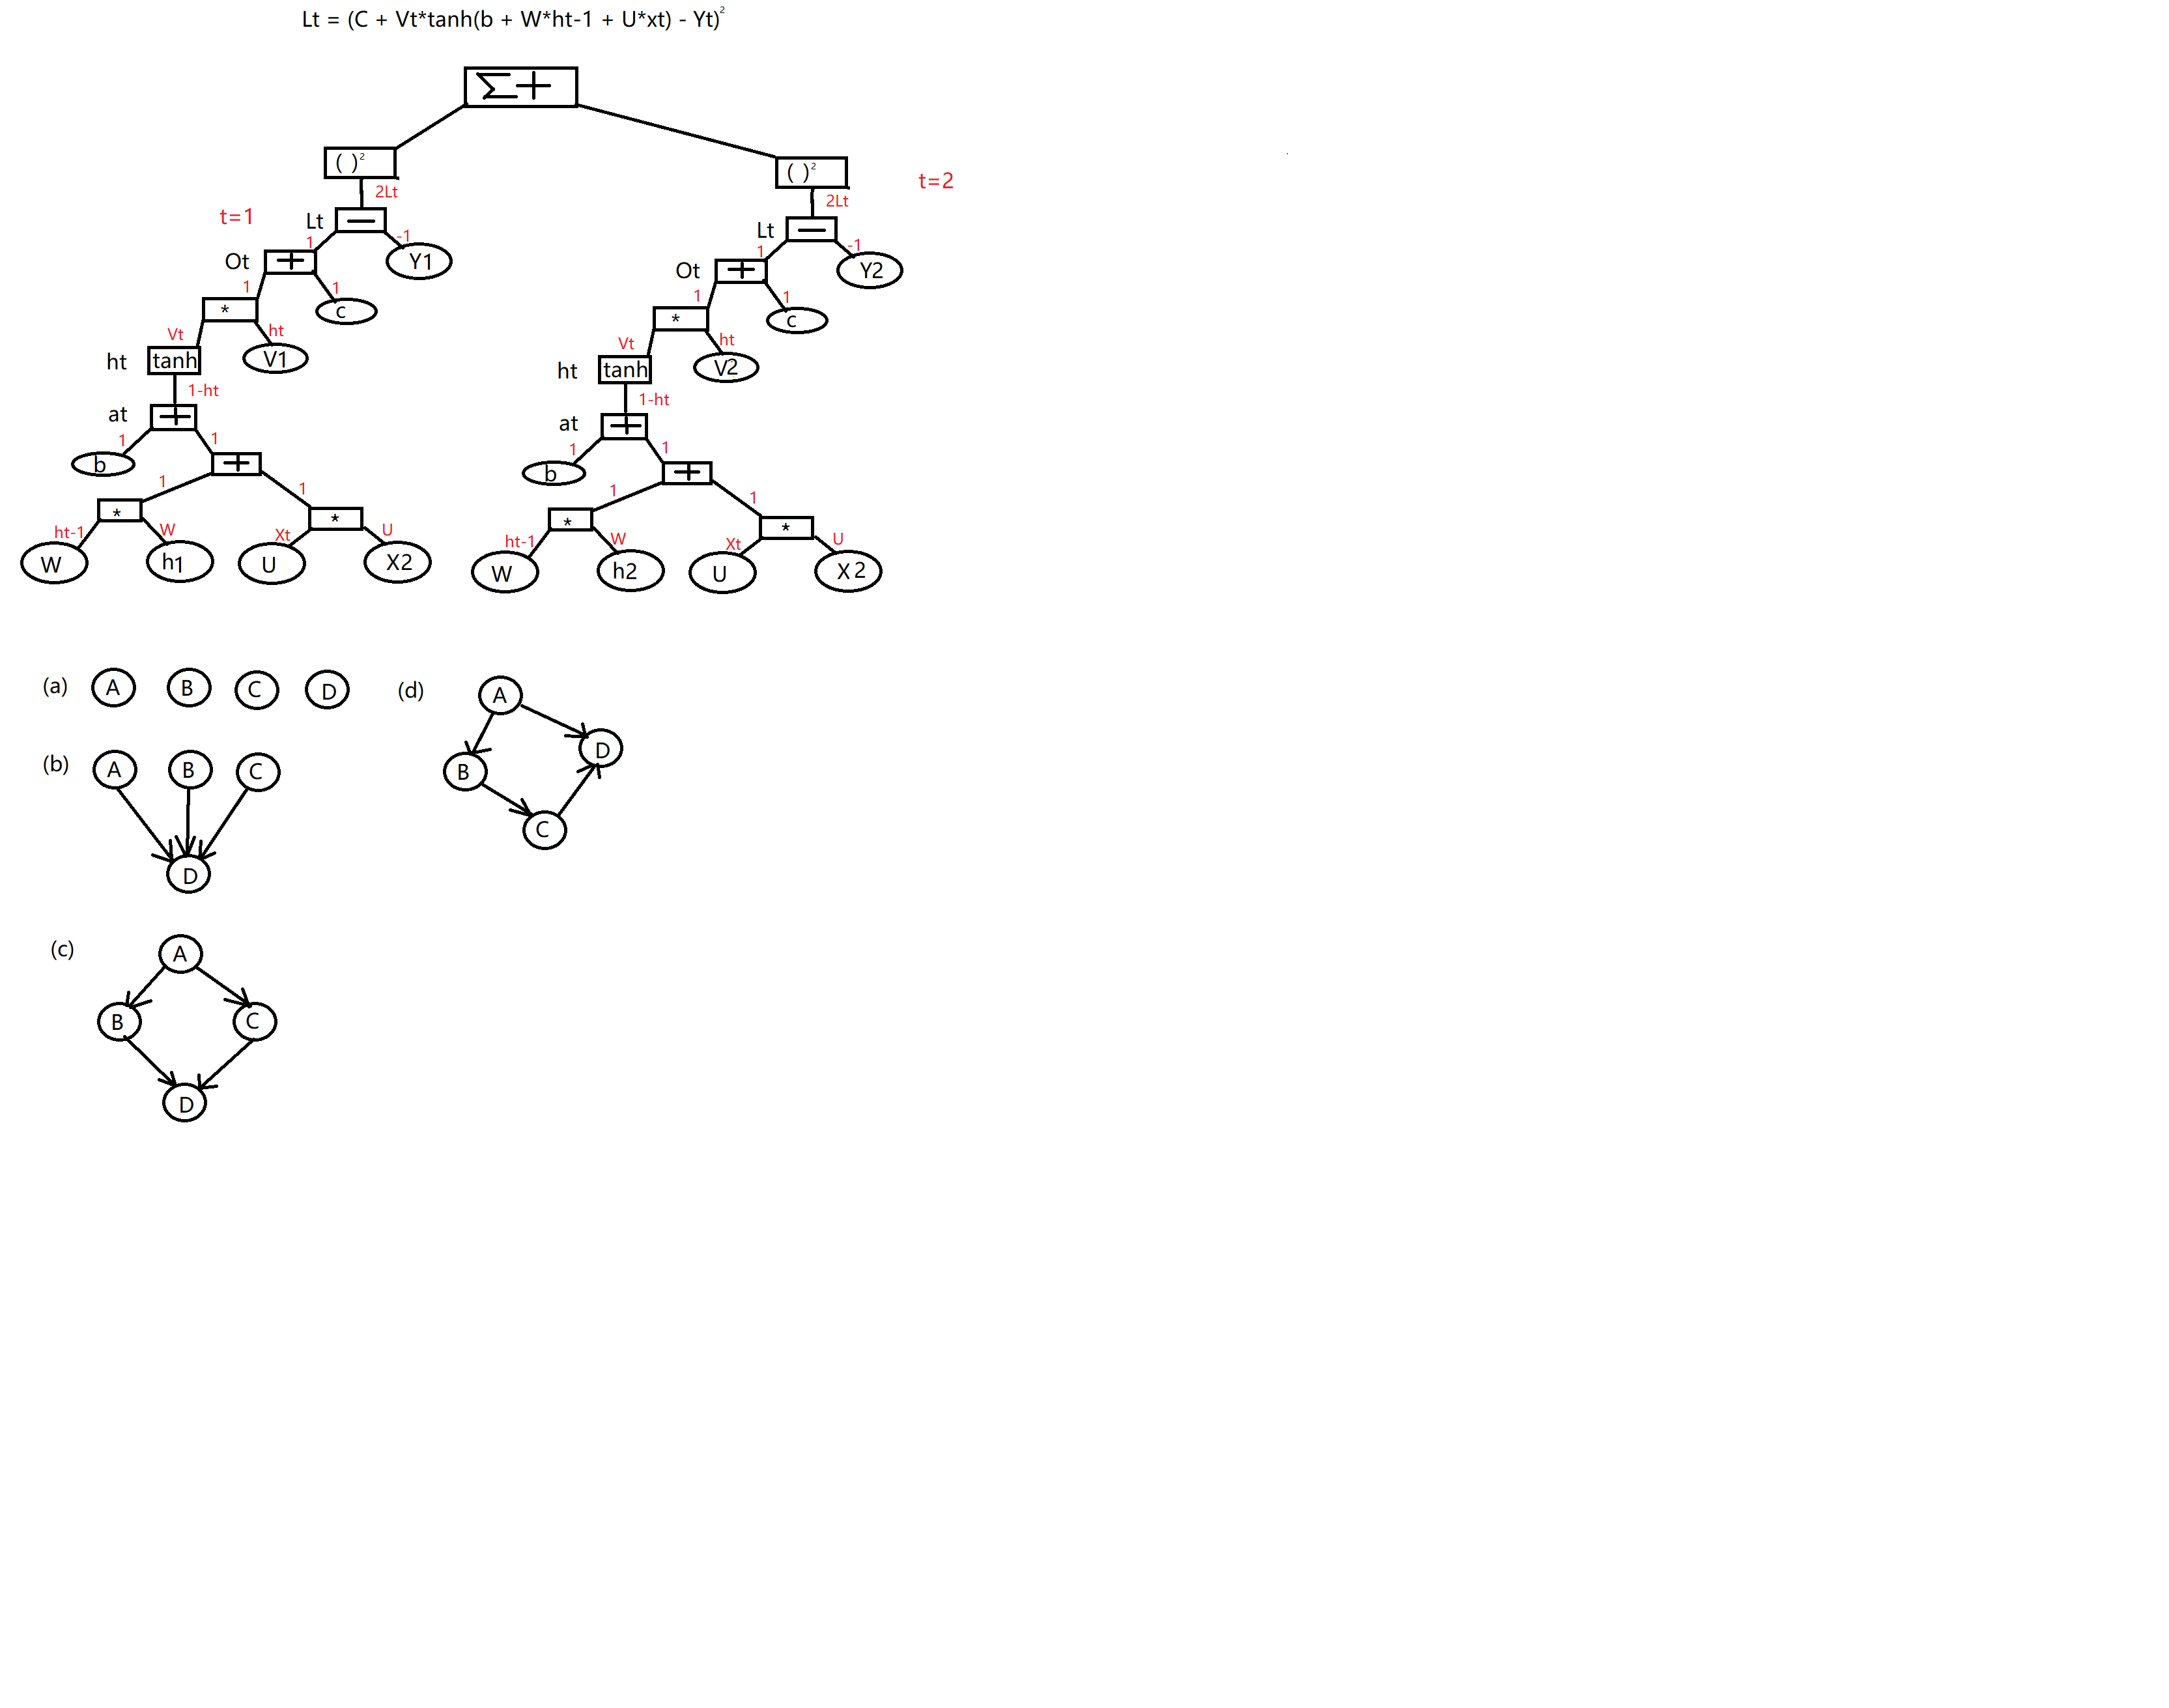 Lt = (C + Vt*tanh(b + W*ht-1 + U*xt) - Yt)²
∑+
( )²
( )²
t=2
2Lt
2Lt
t=1
Lt
-1
1
Lt
-1
1
Ot
+
Y1
Ot
+
Y2
1
1
c
1
1
c
*
*
Vt
ht
Vt
ht
ht
tanh
V1
ht
tanh
V2
1-ht
1-ht
at
+
at
+
1
1
1
1
b
+
b
+
1
1
1
1
*
*
*
*
ht-1
W
Xt
U
ht-1
W
Xt
U
W
h1
U
X2
W
h2
U
X2
(a) A B C D
(d) A
D
B
C
(b) A B C
D
(c) A
B C
D